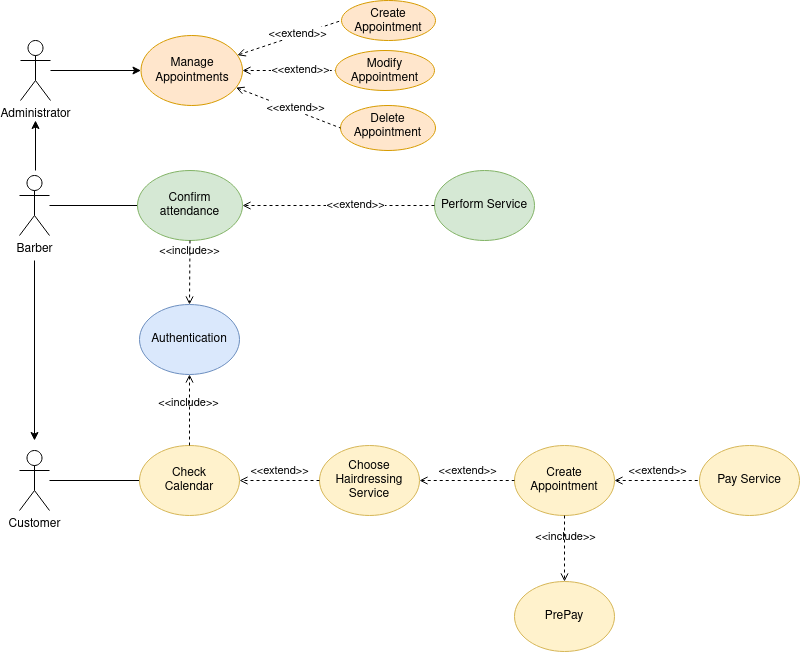 Create
Appointment
<<extend>>
Manage
Appointments
Modify
Appointment
<<extend>>
Delete
Appointment
<<extend>>
Administrator
Confirm
attendance
<<extend>>
Perform Service
Barber
<<include>>
Authentication
<<include>>
Check
Calendar
<<extend>>
Choose
Hairdressing
Service
<<extend>>
Create
Appointment
<<extend>>
Pay Service
Customer
<<include>>
PrePay